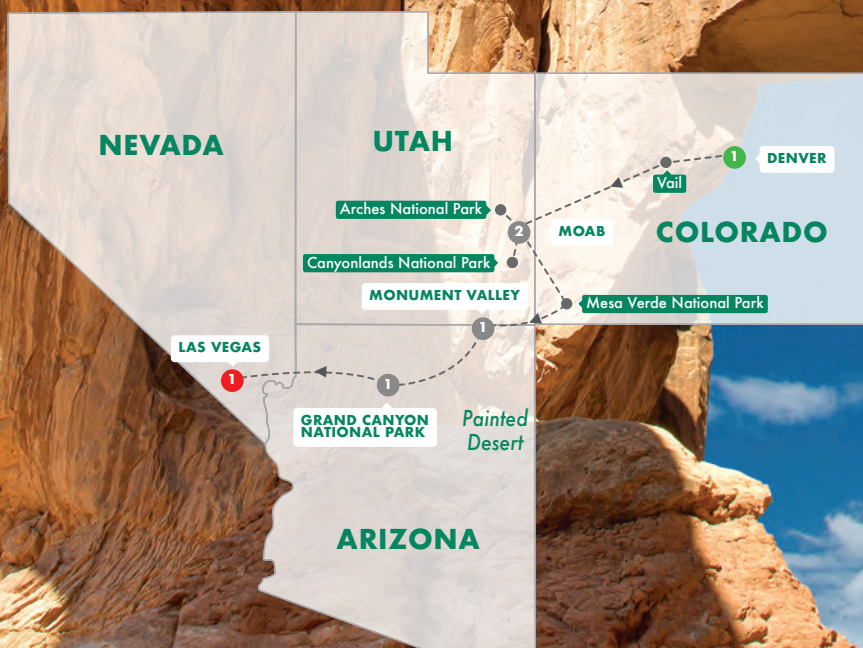 NEVADA
UTAH
1
DENVER
Vail
Arches National Park
2
MOAB
COLORADO
Canyonlands National Park
MONUMENT VALLEY
Mesa Verde National Park
1
LAS VEGAS
1
1
GRAND CANYON
NATIONAL PARK
Painted
Desert
ARIZONA